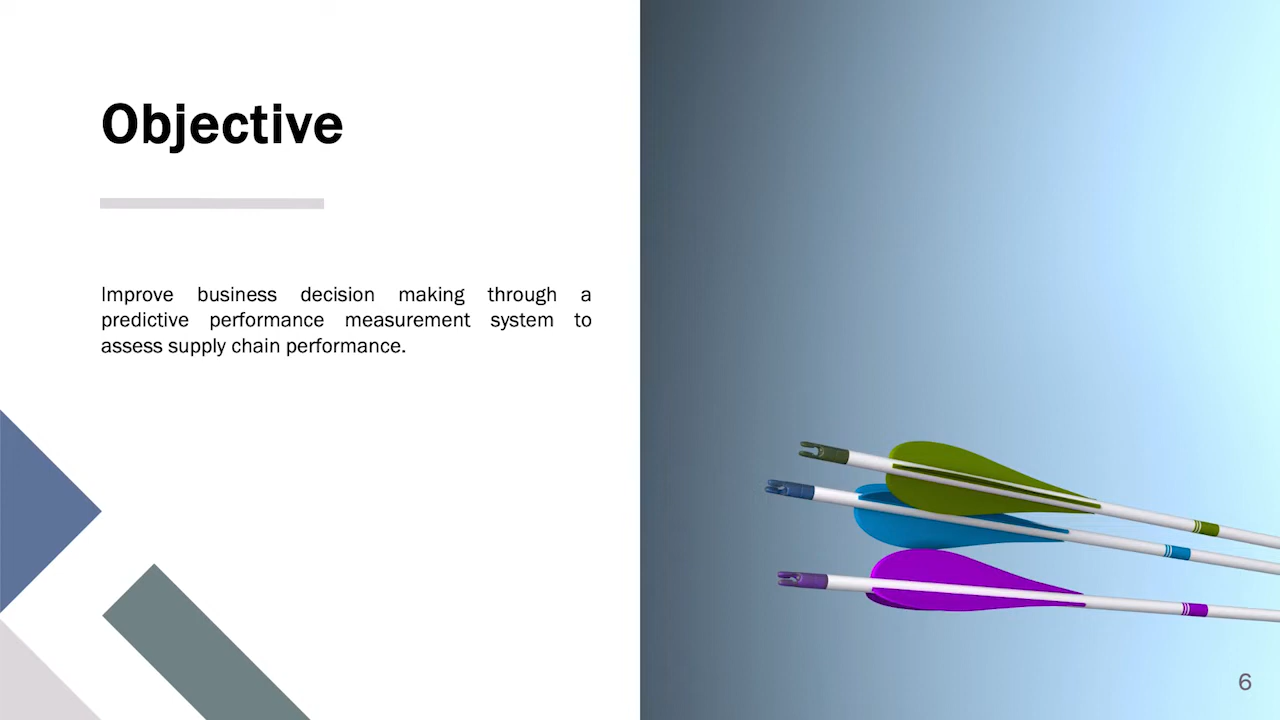 Objective
Improve business decision making through a
predictive performance measurement system to
assess supply chain performance.
6